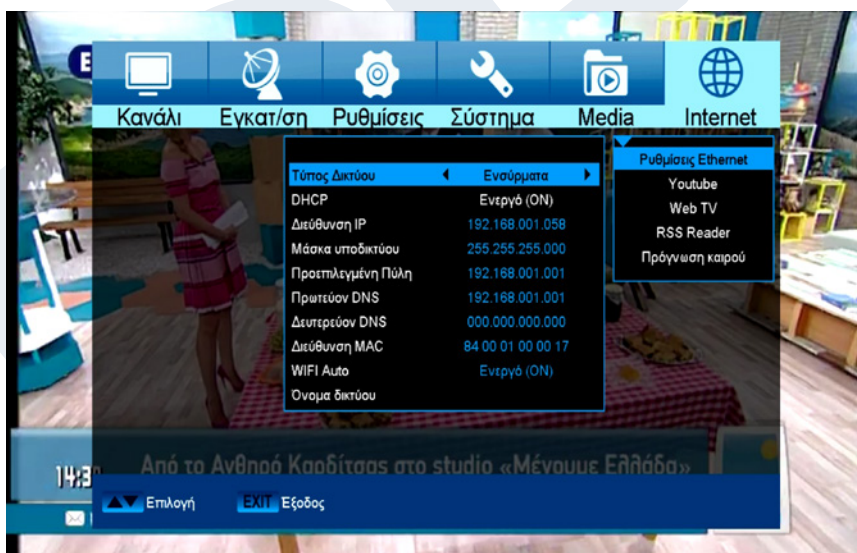 E
Κανάλι Εγκατ/ση Ρυθμίσεις Σύστημα Media Internet
Τύπος Δικτύου Ενσύρματα
DHCP Ενεργό (ON)
Διεύθυνση IP 192.168.001.058
Μάσκα υποδικτύου 255.255.255.000
Προεπιλεγμένη Πύλη 192.168.001.001
Πρωτεύον DNS 192.168.001.001
Δευτερεύον DNS 000.000.000.000
Διεύθυνση MAC 84 00 01 00 00 17
WIFI Auto Ενεργό (ON)
Όνομα δικτύου
Ρυθμίσεις Ethernet
Youtube
Web TV
RSS Reader
Πρόγνωση καιρού
14:3
Από το Ανθηρό Καρδίτσας στο studio «Μένουμε Ελλάδα»
Επιλογή EXIT Έξοδος